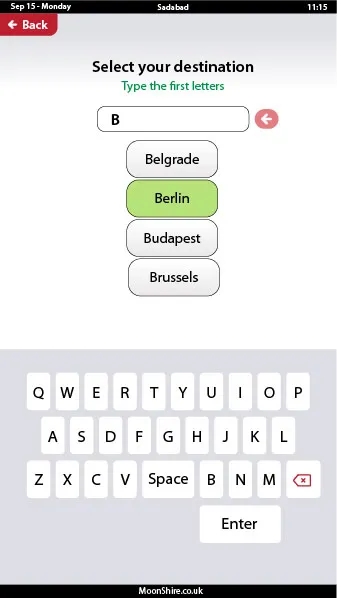 Sep 15 - Monday Sadabad 11:15
Back
Select your destination
Type the first letters
B
Belgrade
Berlin
Budapest
Brussels
Q W E R T Y U I O P
A S D F G H J K L
Z X C V Space B N M
Enter
MoonShire.co.uk